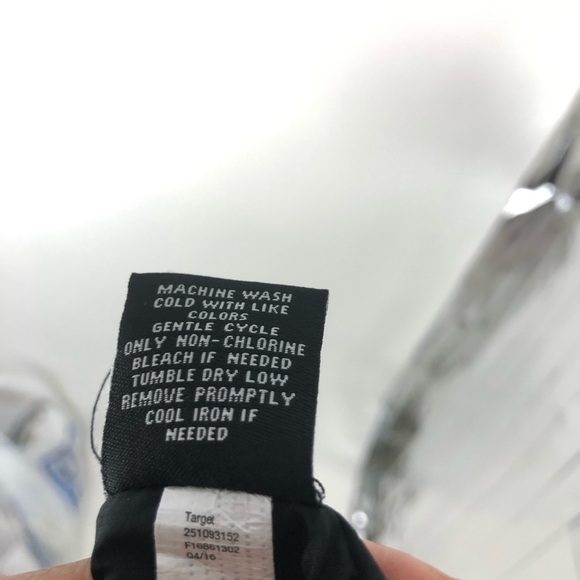 MACHINE WASH
COLD WITH LIKE
COLORS
GENTLE CYCLE
ONLY NON-CHLORINE
BLEACH IF NEEDED
TUMBLE DRY LOW
REMOVE PROMPTLY
COOL IRON IF
NEEDED
Target
251093152
F16861302
04/16